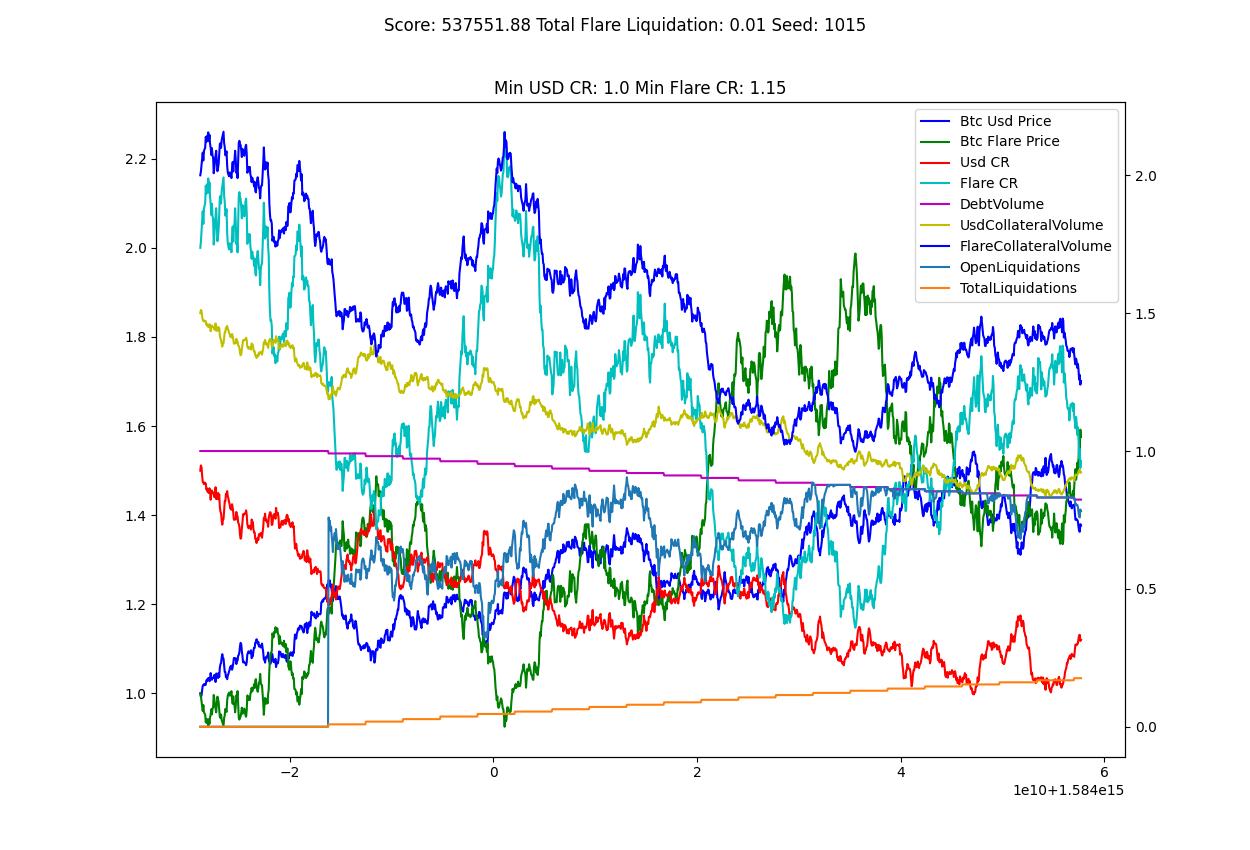 Score: 537551.88 Total Flare Liquidation: 0.01 Seed: 1015
Min USD CR: 1.0 Min Flare CR: 1.15
Btc Usd Price
Btc Flare Price
Usd CR
Flare CR
DebtVolume
UsdCollateralVolume
FlareCollateralVolume
OpenLiquidations
TotalLiquidations
2.2
2.0
1.8
1.6
1.4
1.2
1.0
2.0
1.5
1.0
0.5
0.0
−2
0
2
4
6
1e10+1.584e15